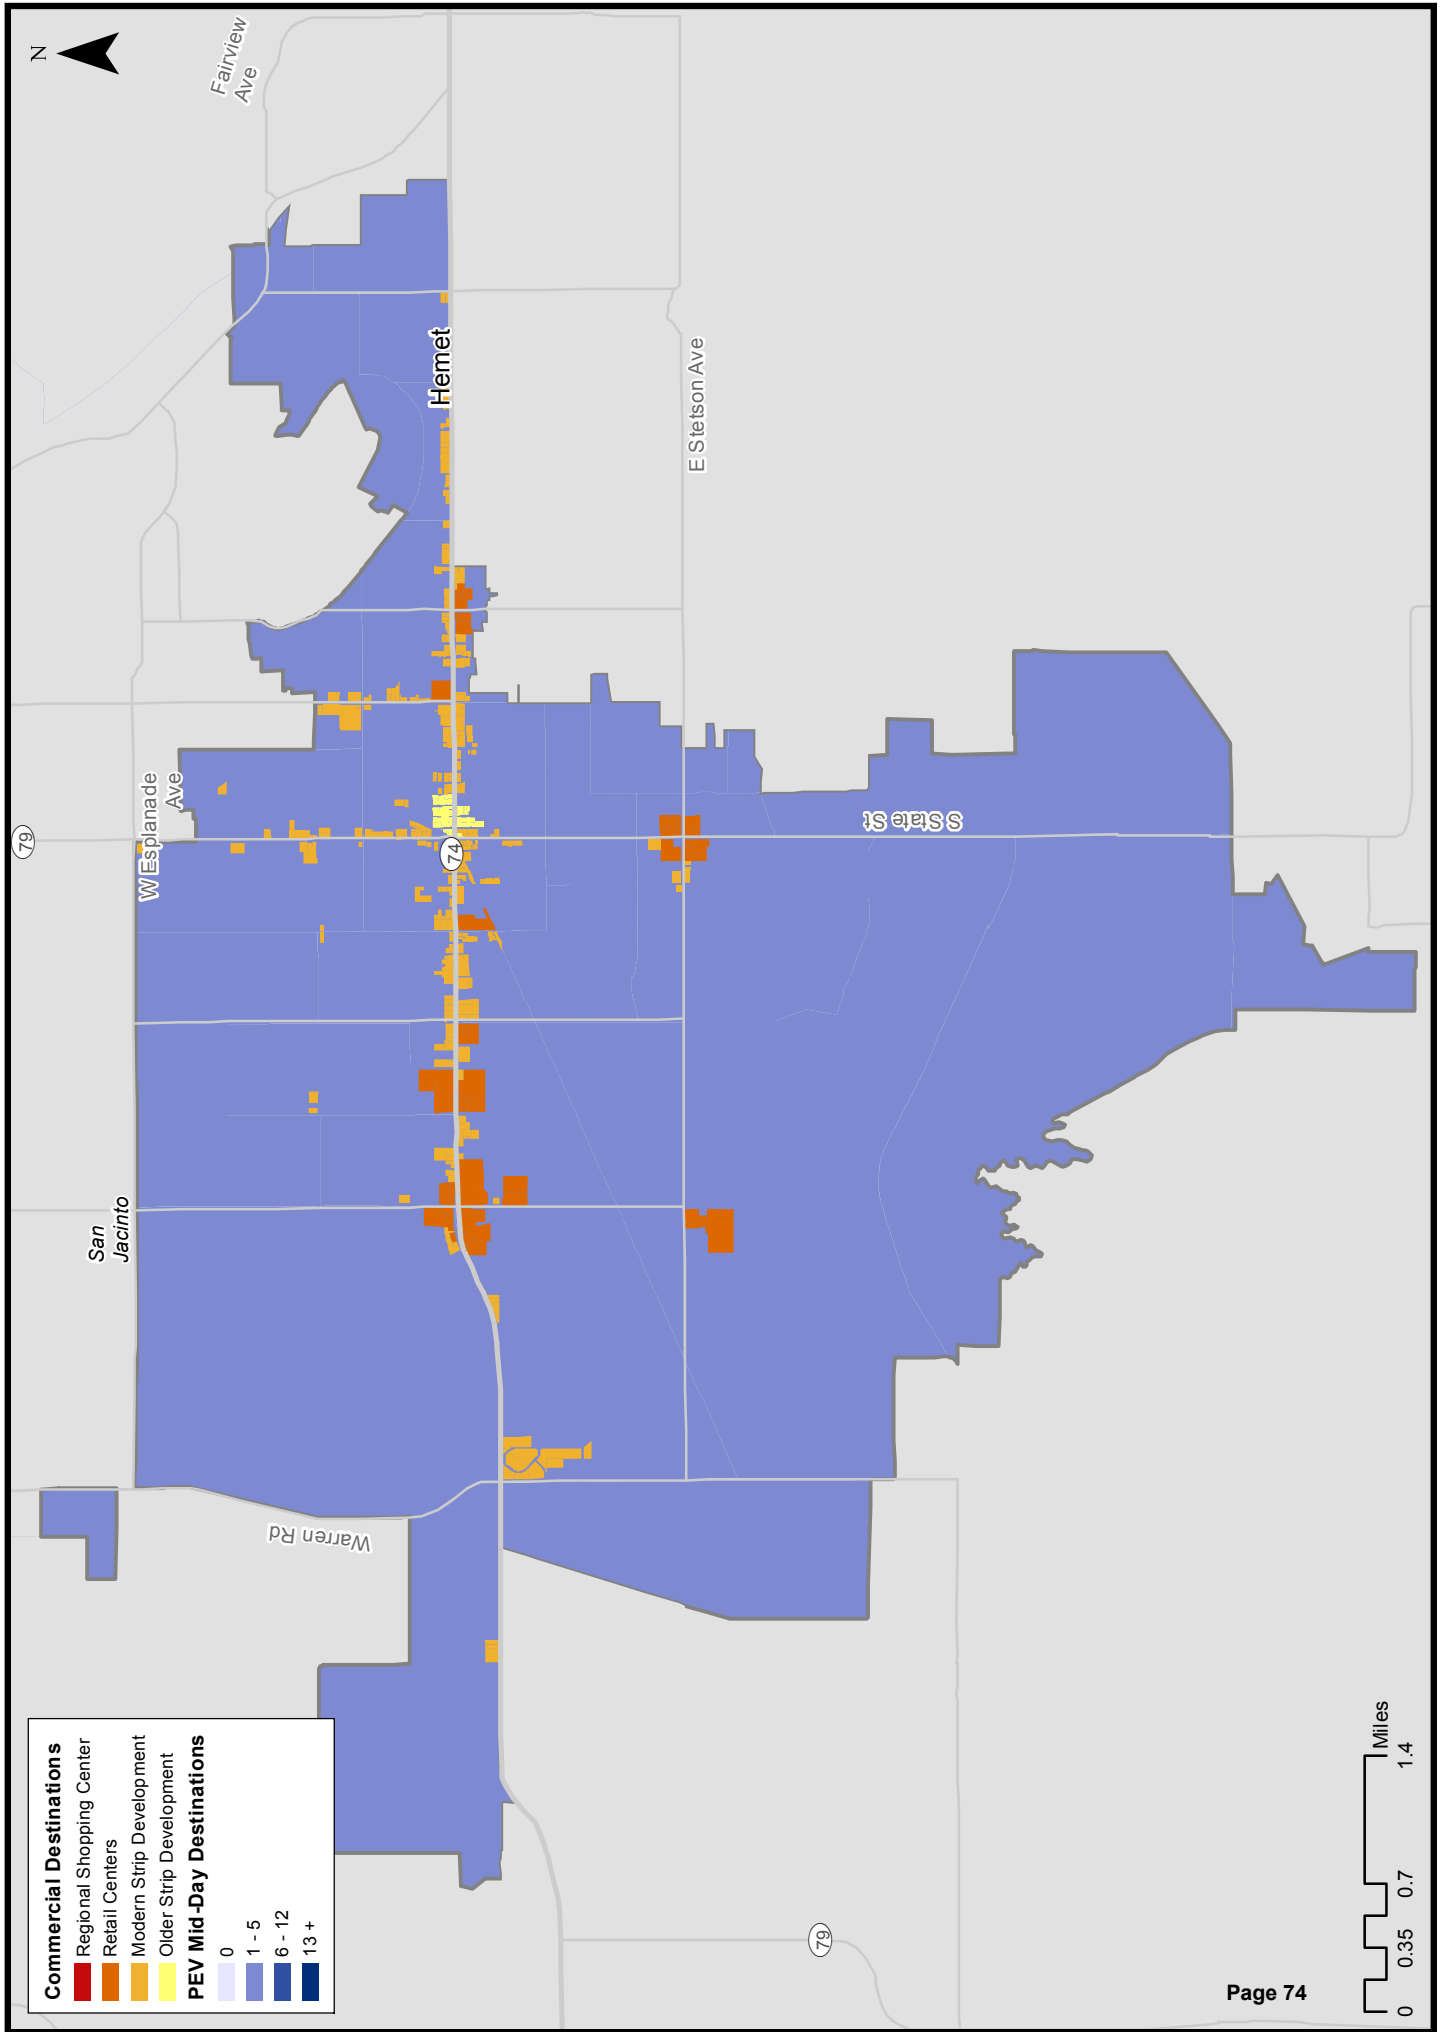 Commercial Destinations
Regional Shopping Center
Retail Centers
Modern Strip Development
Older Strip Development
PEV Mid-Day Destinations
0
1 - 5
6 - 12
13 +
San
Jacinto
79
W Esplanade
Ave
Fairview
Ave
N
Warren Rd
74
Hemet
E Stetson Ave
S State St
79
Page 74
Miles
0 0.35 0.7 1.4